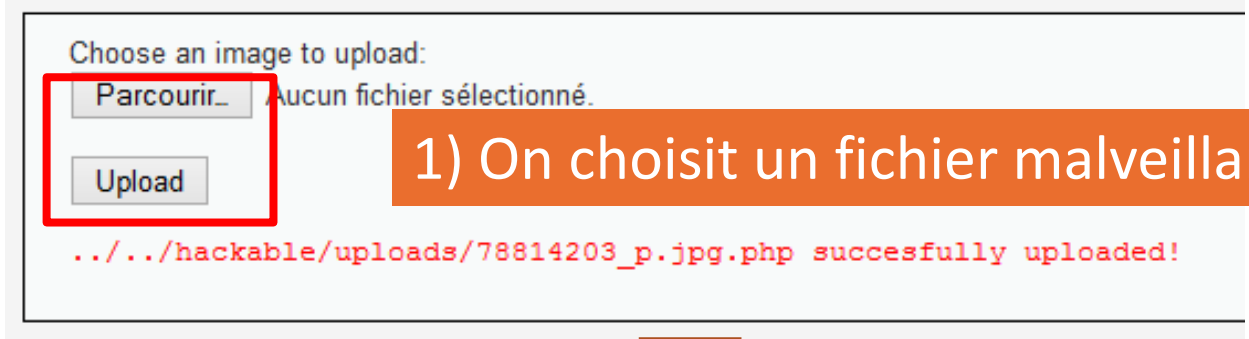 Choose an image to upload:
Parcourir_ Aucun fichier sélectionné.
1) On choisit un fichier malveilla
Upload
../../hackable/uploads/78814203_p.jpg.php succesfully uploaded!